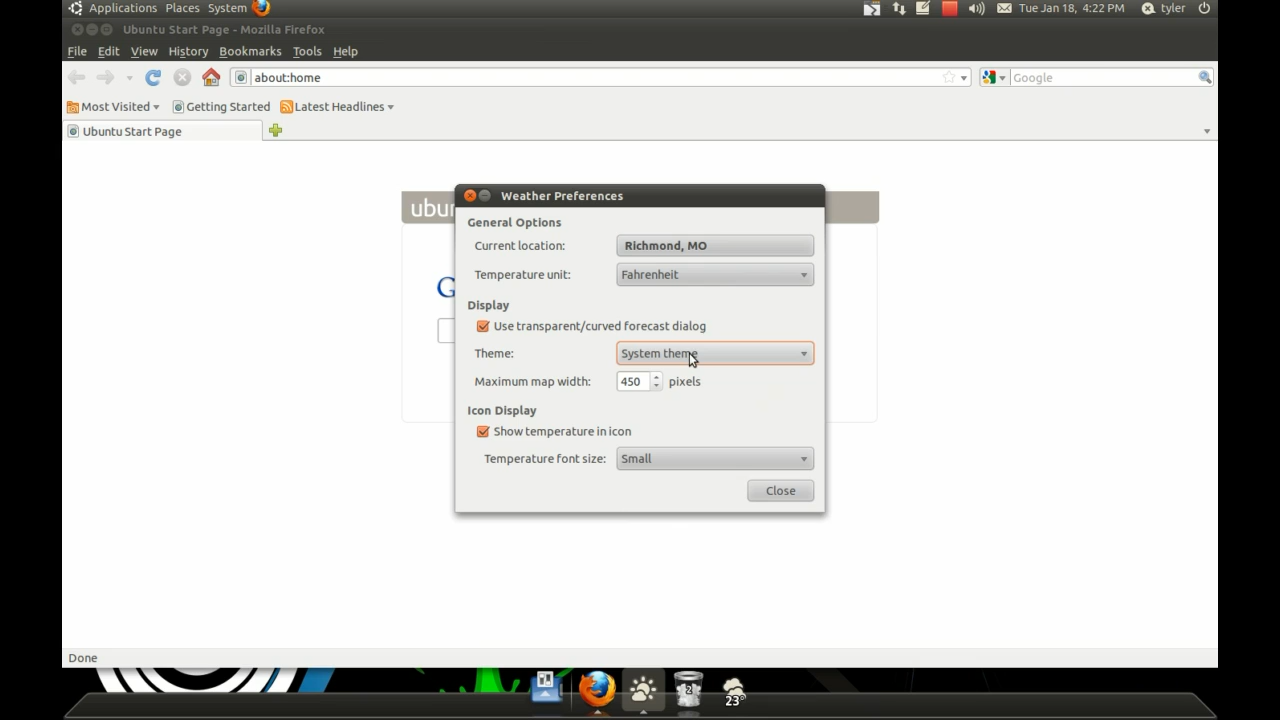 Applications Places System
Tue Jan 18, 4:22 PM tyler
Ubuntu Start Page - Mozilla Firefox
File Edit View History Bookmarks Tools Help
about:home
Google
Most Visited Getting Started Latest Headlines
Ubuntu Start Page
ubu
G
Weather Preferences
General Options
Current location: Richmond, MO
Temperature unit: Fahrenheit
Display
Use transparent/curved forecast dialog
Theme: System theme
Maximum map width: 450 pixels
Icon Display
Show temperature in icon
Temperature font size: Small
Close
Done
2
23°